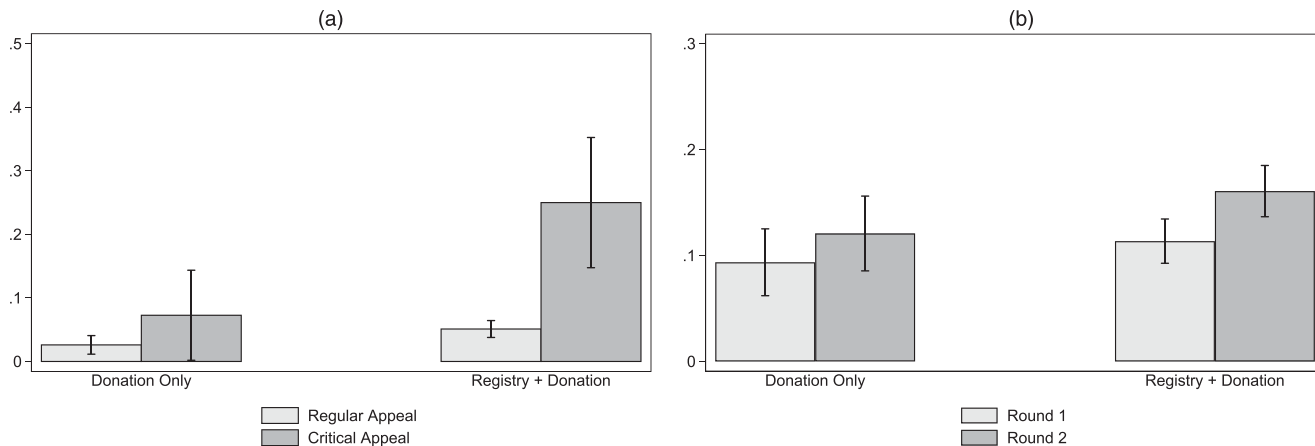 (a)
.5
.4
.3
.2
.1
0
Donation Only
Registry + Donation
Regular Appeal
Critical Appeal
(b)
.3
.2
.1
0
Donation Only
Registry + Donation
Round 1
Round 2